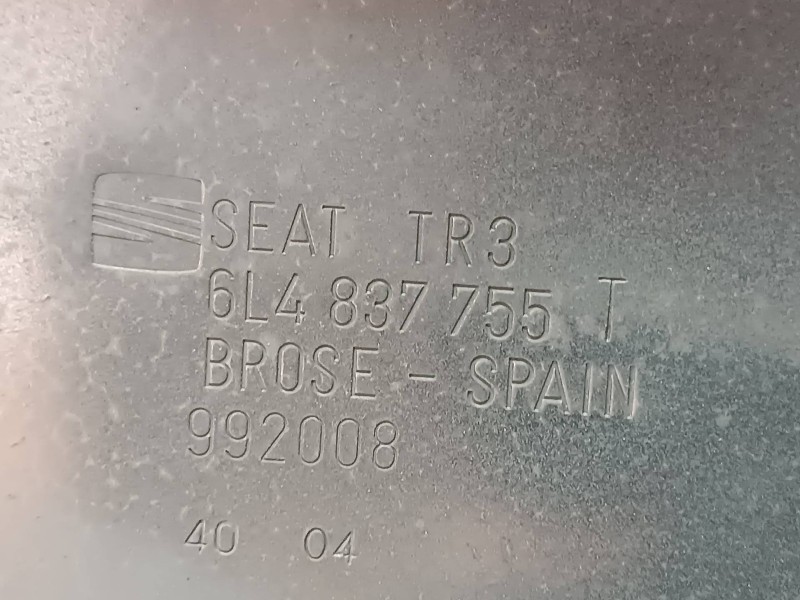 SEAT TR3
6L4 837 755 T
BROSE - SPAIN
992008
40 04